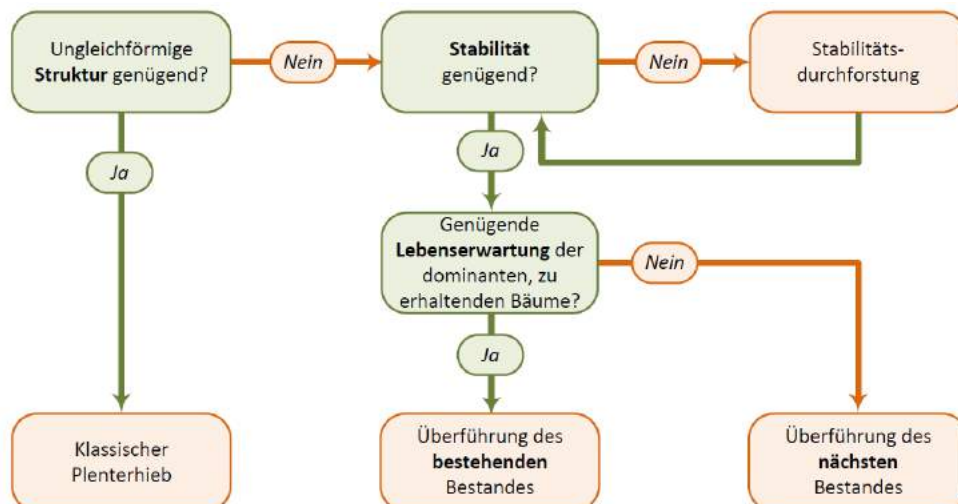 Ungleichförmige
Struktur genügend?
Nein
Stabilität
genügend?
Nein
Stabilitäts-
durchforstung
Ja
Ja
Genügende
Lebenserwartung der
dominanten, zu
erhaltenden Bäume?
Nein
Ja
Klassischer
Plenterhieb
Überführung des
bestehenden
Bestandes
Überführung des
nächsten
Bestandes